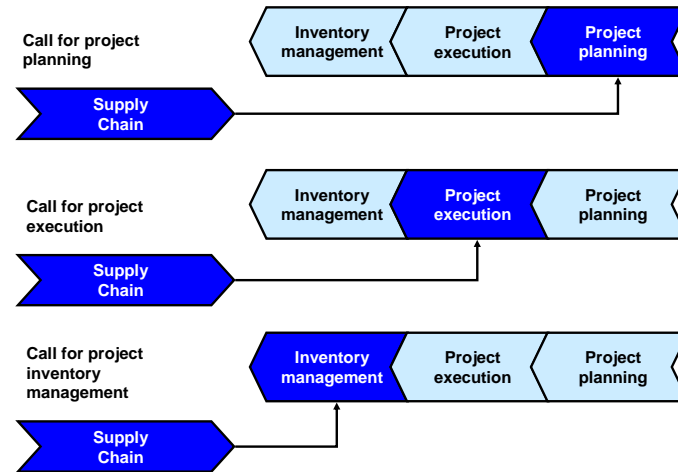 Call for project
planning
Inventory
management
Project
execution
Project
planning
Supply
Chain
Call for project
execution
Inventory
management
Project
execution
Project
planning
Supply
Chain
Call for project
inventory
management
Inventory
management
Project
execution
Project
planning
Supply
Chain